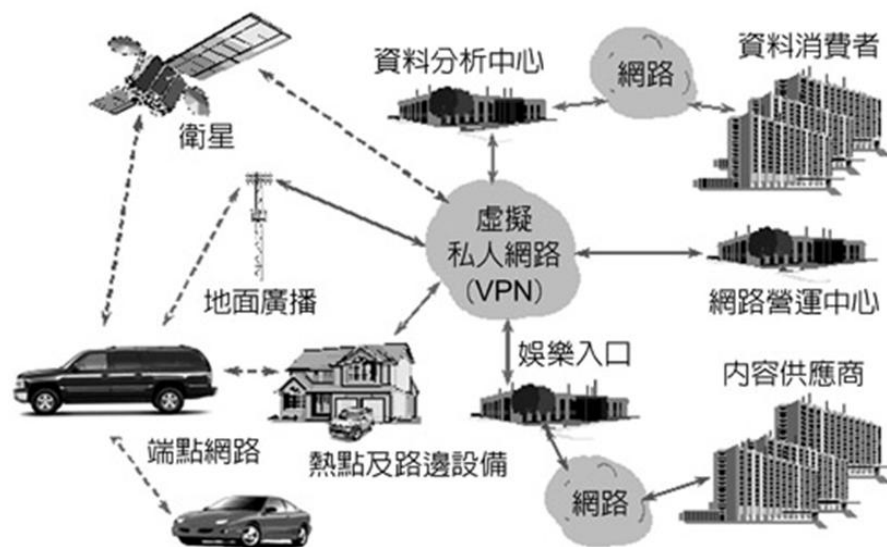 資料分析中心
網路
資料消費者
衛星
虛擬
私人網路
(VPN)
地面廣播
網路營運中心
娛樂入口
內容供應商
端點網路
熱點及路邊設備
網路